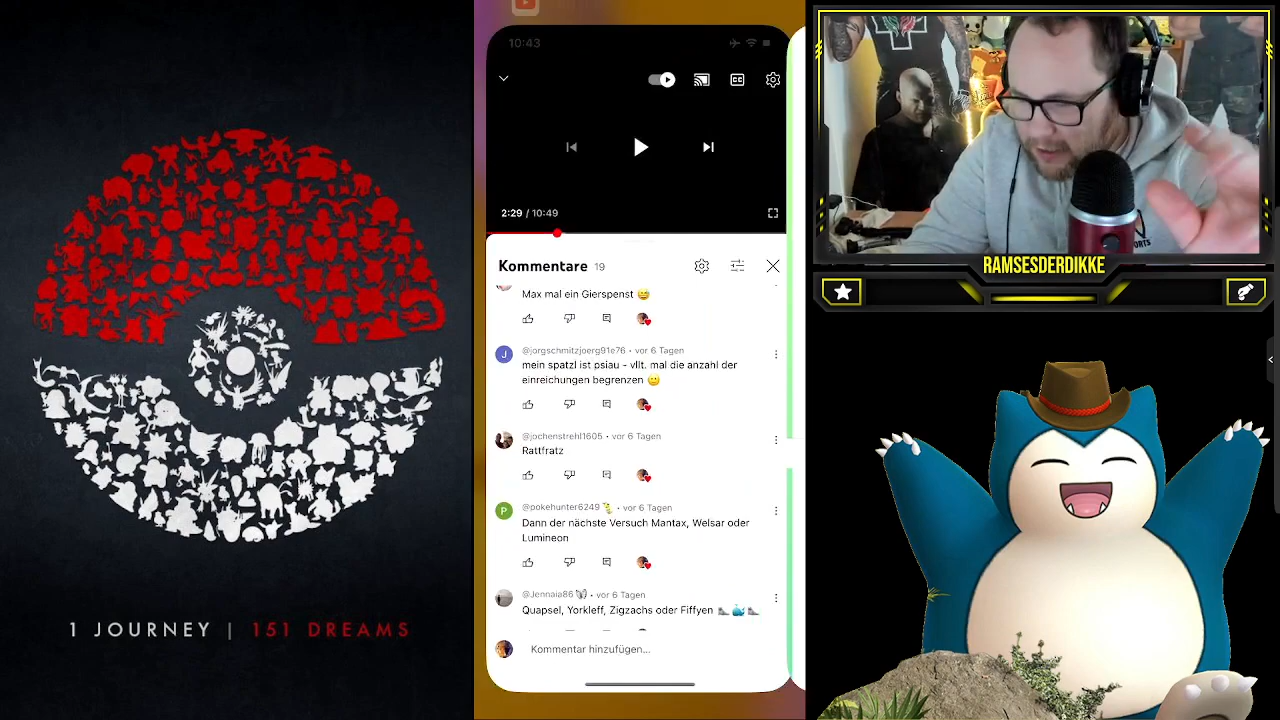 1 JOURNEY | 151 DREAMS
10:43
CC
2:29 / 10:49
Kommentare 19
Max mal ein Gierspenst 😅
J
@jorgschmitzjoerg91e76 • vor 6 Tagen
mein spatzl ist psiau - vllt. mal die anzahl der
einreichungen begrenzen 🙂
@jochenstrehl1605 • vor 6 Tagen
Rattfratz
P
@pokehunter6249 • vor 6 Tagen
Dann der nächste Versuch Mantax, Welsar oder
Lumineon
@Jennaia86 • vor 6 Tagen
Quapsel, Yorkleff, Zigzachs oder Fiffyen
Kommentar hinzufügen...
RAMSESDERDIKKE